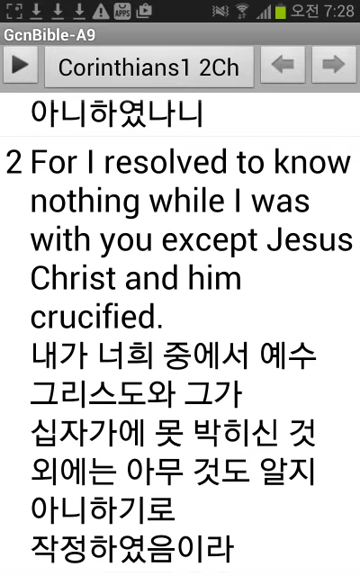 오전 7:28
GcnBible-A9
Corinthians1 2Ch
아니하였나니
2 For I resolved to know
nothing while I was
with you except Jesus
Christ and him
crucified.
내가 너희 중에서 예수
그리스도와 그가
십자가에 못 박히신 것
외에는 아무 것도 알지
아니하기로
작정하였음이라